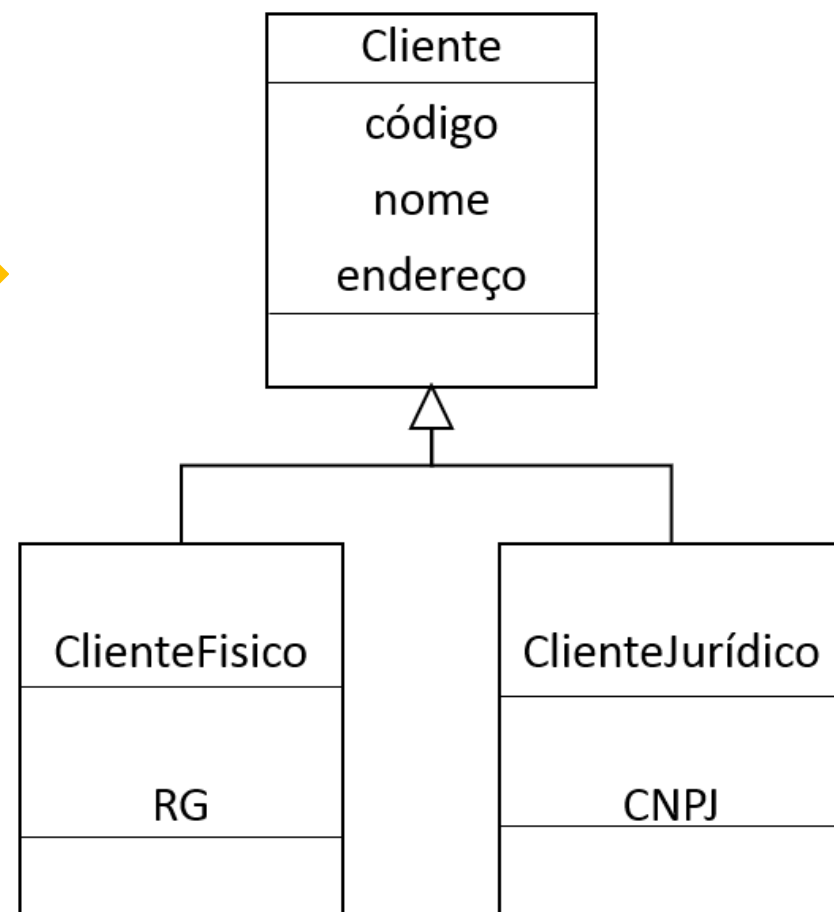 Cliente
código
nome
endereço
ClienteFisico
RG
ClienteJurídico
CNPJ